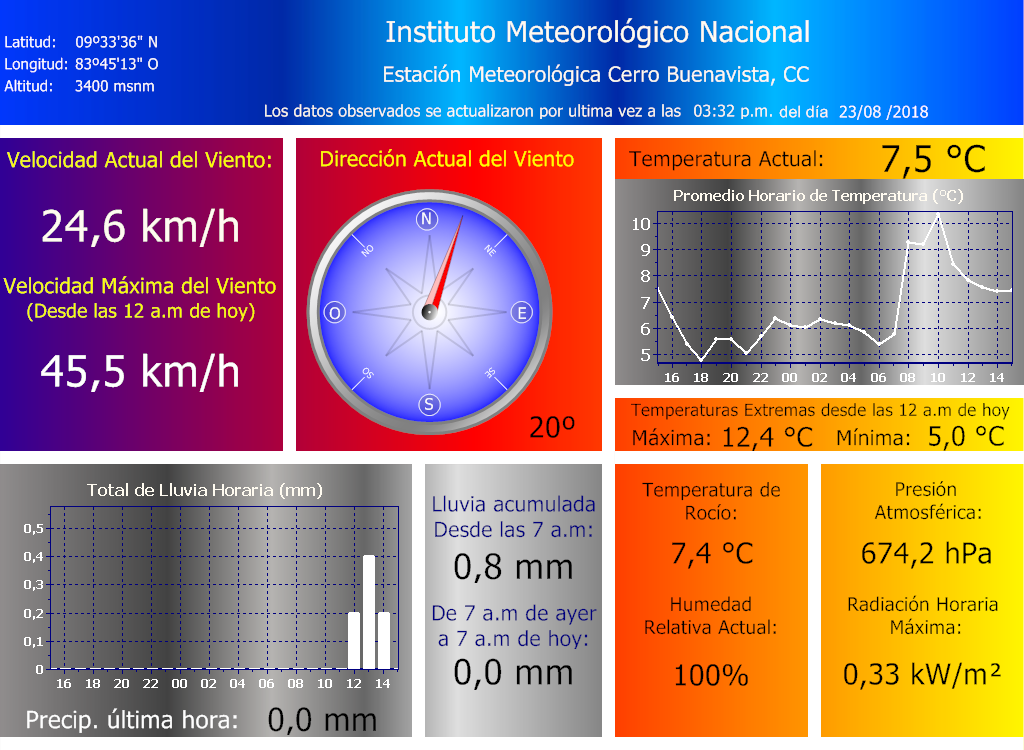 Instituto Meteorológico Nacional
Latitud: 09º33'36" N
Longitud: 83º45'13" O
Altitud: 3400 msnm
Estación Meteorológica Cerro Buenavista, CC
Los datos observados se actualizaron por ultima vez a las 03:32 p.m. del día 23/08 /2018
Velocidad Actual del Viento:
24,6 km/h
Velocidad Máxima del Viento
(Desde las 12 a.m de hoy)
45,5 km/h
Dirección Actual del Viento
N
NO
NE
O
E
SO
SE
S
20º
Temperatura Actual: 7,5 °C
Promedio Horario de Temperatura (°C)
10
9
8
7
6
5
16 18 20 22 00 02 04 06 08 10 12 14
Temperaturas Extremas desde las 12 a.m de hoy
Máxima: 12,4 °C Mínima: 5,0 °C
Total de Lluvia Horaria (mm)
0,5
0,4
0,3
0,2
0,1
0
16 18 20 22 00 02 04 06 08 10 12 14
Precip. última hora: 0,0 mm
Lluvia acumulada
Desde las 7 a.m:
0,8 mm
De 7 a.m de ayer
a 7 a.m de hoy:
0,0 mm
Temperatura de
Rocío:
7,4 °C
Humedad
Relativa Actual:
100%
Presión
Atmosférica:
674,2 hPa
Radiación Horaria
Máxima:
0,33 kW/m²